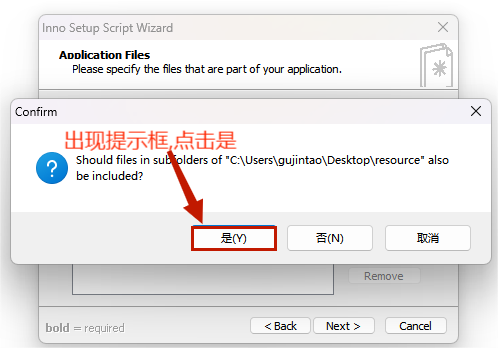 Inno Setup Script Wizard
Application Files
Please specify the files that are part of your application.
Confirm
出现提示框,点击是
Should files in subfolders of "C:\Users\gujintao\Desktop\resource" also
be included?
是(Y)
否(N)
取消
Remove
bold = required
< Back
Next >
Cancel